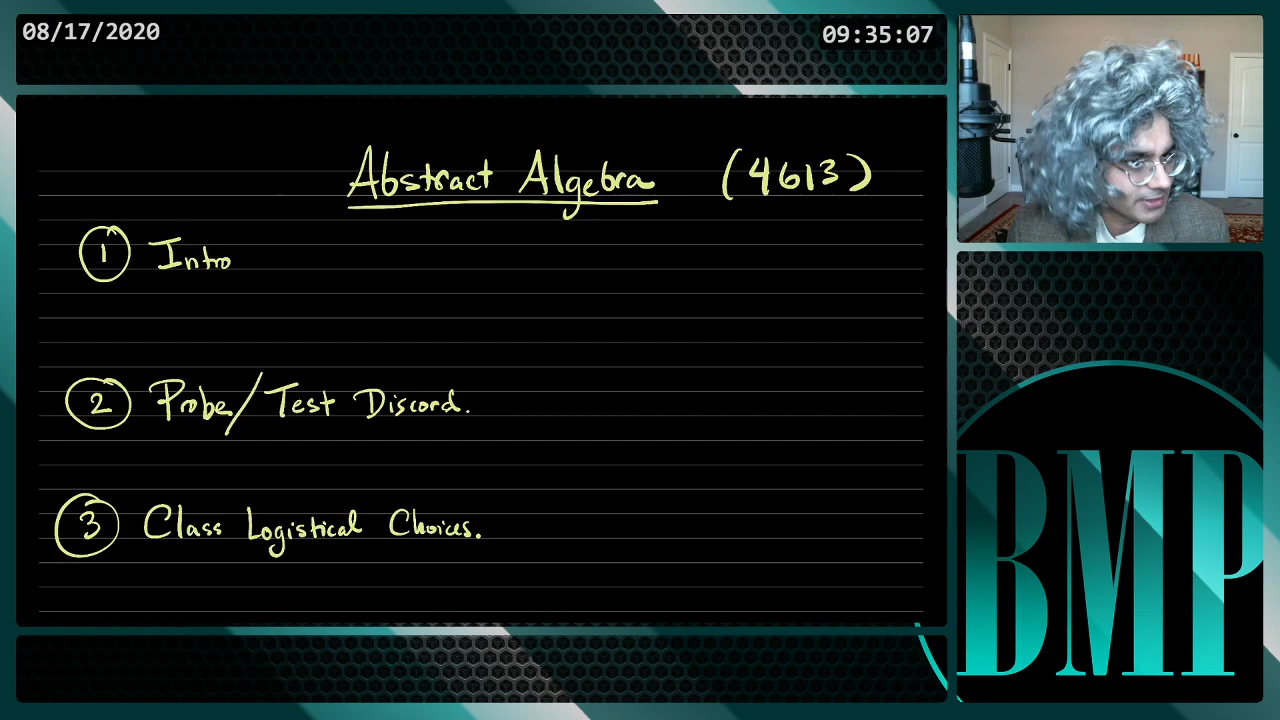 08/17/2020
09:35:07
Abstract Algebra (4613)
1 Intro
2 Probe/Test Discord.
3 Class Logistical Choices.
BMP